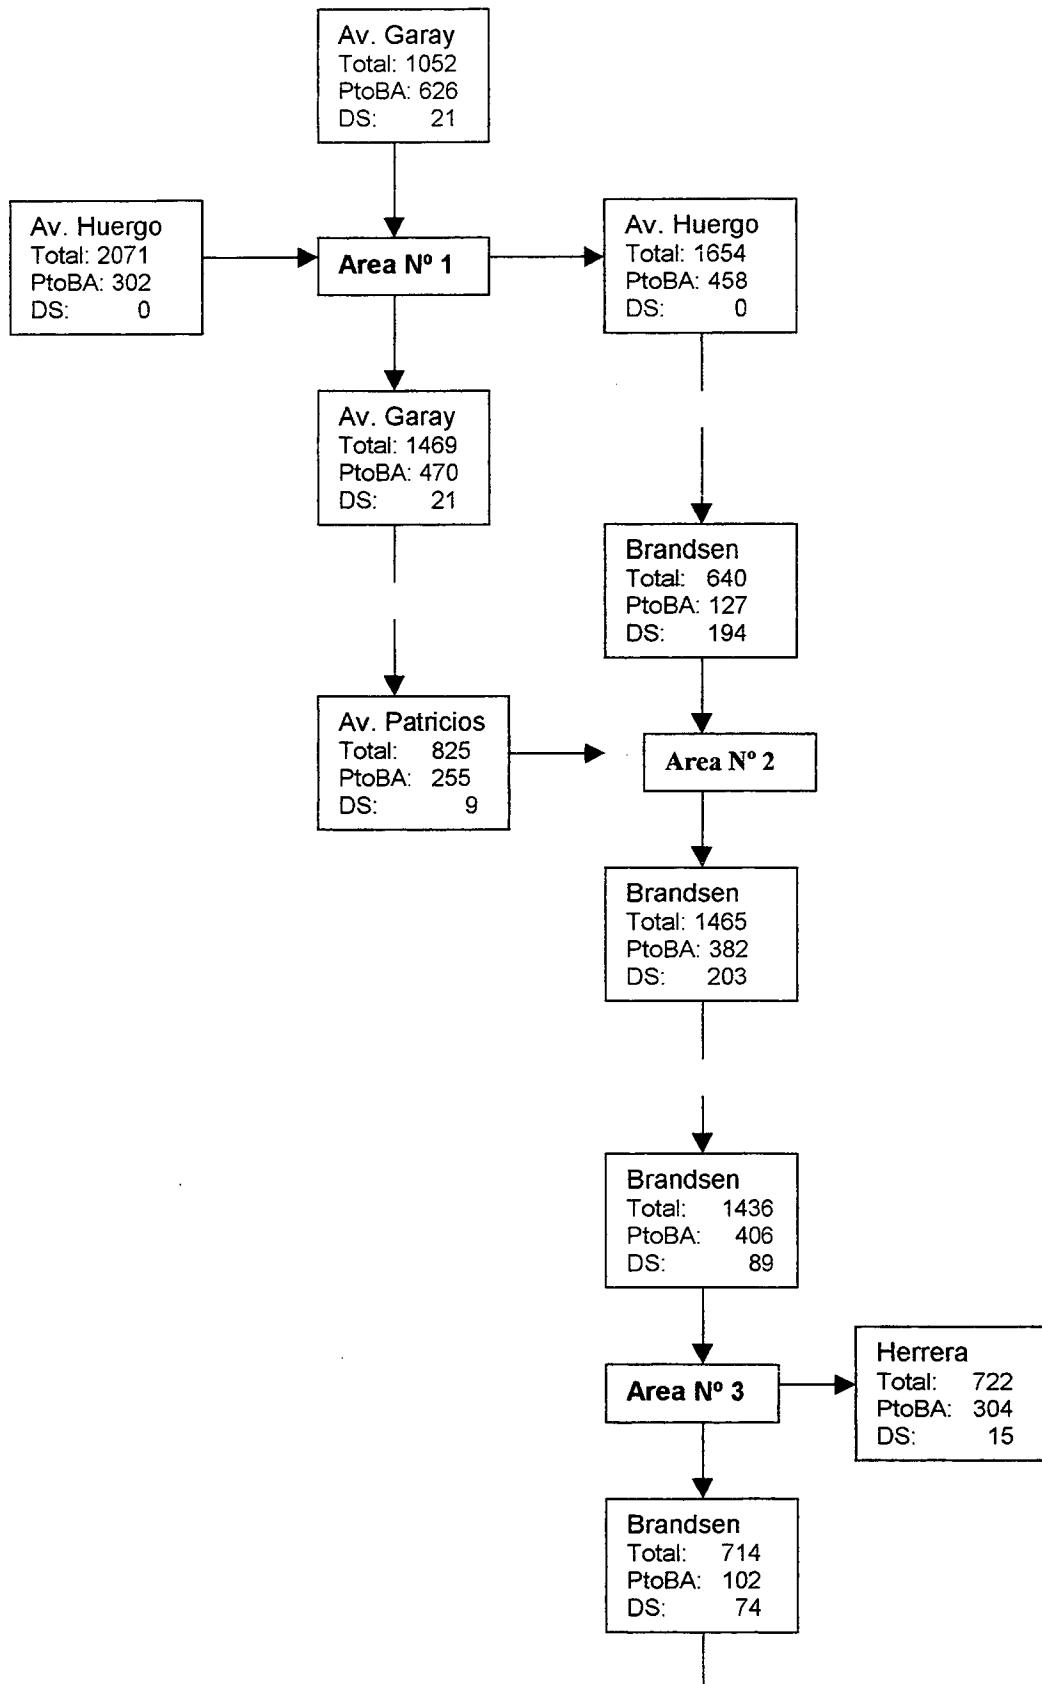 Av. Garay
Total: 1052
PtoBA: 626
DS: 21
Av. Huergo
Total: 2071
PtoBA: 302
DS: 0
Area Nº 1
Av. Huergo
Total: 1654
PtoBA: 458
DS: 0
Av. Garay
Total: 1469
PtoBA: 470
DS: 21
Brandsen
Total: 640
PtoBA: 127
DS: 194
Av. Patricios
Total: 825
PtoBA: 255
DS: 9
Area Nº 2
Brandsen
Total: 1465
PtoBA: 382
DS: 203
Brandsen
Total: 1436
PtoBA: 406
DS: 89
Area Nº 3
Herrera
Total: 722
PtoBA: 304
DS: 15
Brandsen
Total: 714
PtoBA: 102
DS: 74